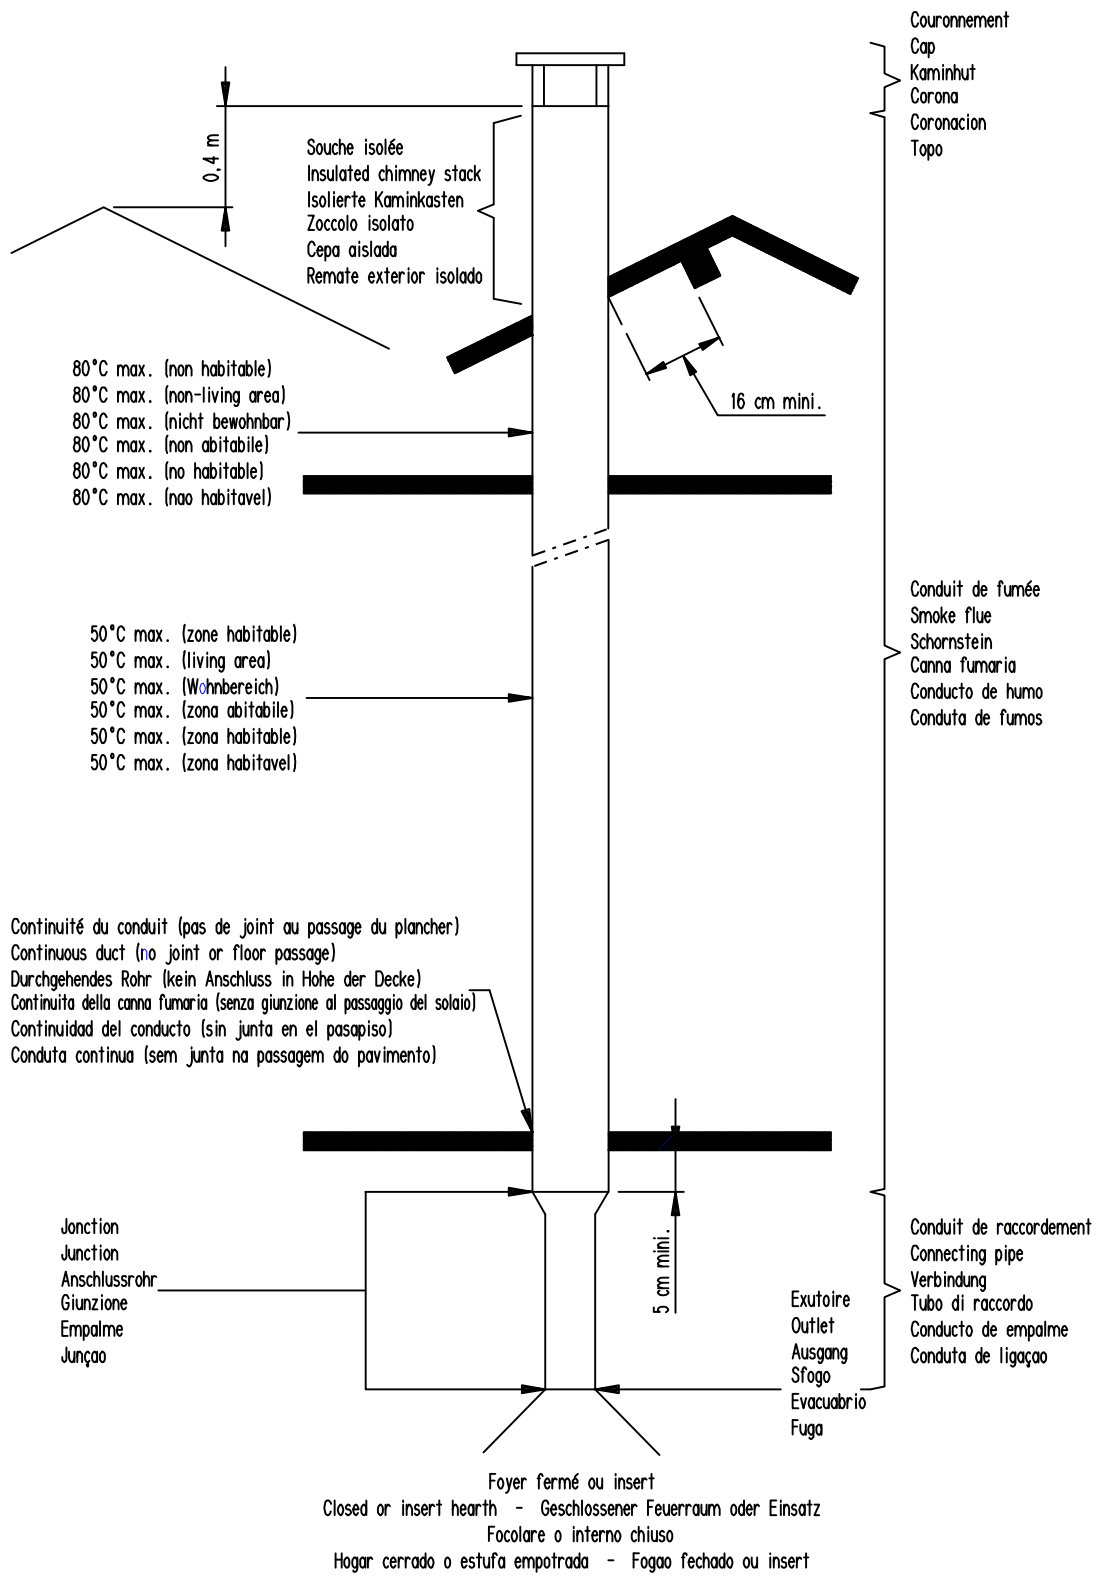 Couronnement
Cap
Kaminhut
Corona
Coronacion
Topo
0,4 m
Souche isolée
Insulated chimney stack
Isolierte Kaminkasten
Zoccolo isolato
Cepa aislada
Remate exterior isolado
80°C max. (non habitable)
80°C max. (non-living area)
80°C max. (nicht bewohnbar)
80°C max. (non abitabile)
80°C max. (no habitable)
80°C max. (nao habitavel)
16 cm mini.
Conduit de fumée
Smoke flue
Schornstein
Canna fumaria
Conducto de humo
Conduta de fumos
50°C max. (zone habitable)
50°C max. (living area)
50°C max. (Wohnbereich)
50°C max. (zona abitabile)
50°C max. (zona habitable)
50°C max. (zona habitavel)
Continuité du conduit (pas de joint au passage du plancher)
Continuous duct (no joint or floor passage)
Durchgehendes Rohr (kein Anschluss in Hohe der Decke)
Continuita della canna fumaria (senza giunzione al passaggio del solaio)
Continuidad del conducto (sin junta en el pasapiso)
Conduta continua (sem junta na passagem do pavimento)
Jonction
Junction
Anschlussrohr
Giunzione
Empalme
Junçao
5 cm mini.
Exutoire
Outlet
Ausgang
Sfogo
Evacuabrio
Fuga
Conduit de raccordement
Connecting pipe
Verbindung
Tubo di raccordo
Conducto de empalme
Conduta de ligaçao
Foyer fermé ou insert
Closed or insert hearth - Geschlossener Feuerraum oder Einsatz
Focolare o interno chiuso
Hogar cerrado o estufa empotrada - Fogao fechado ou insert